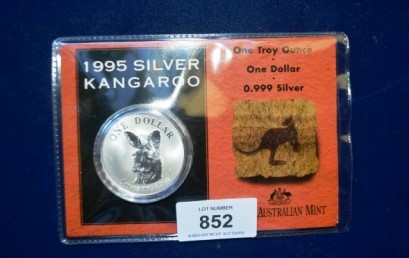 1995 SILVER
KANGAROO
ONE DOLLAR
One Troy Ounce
One Dollar
0.999 Silver
LOT NUMBER
852
AUSTRALIAN MINT